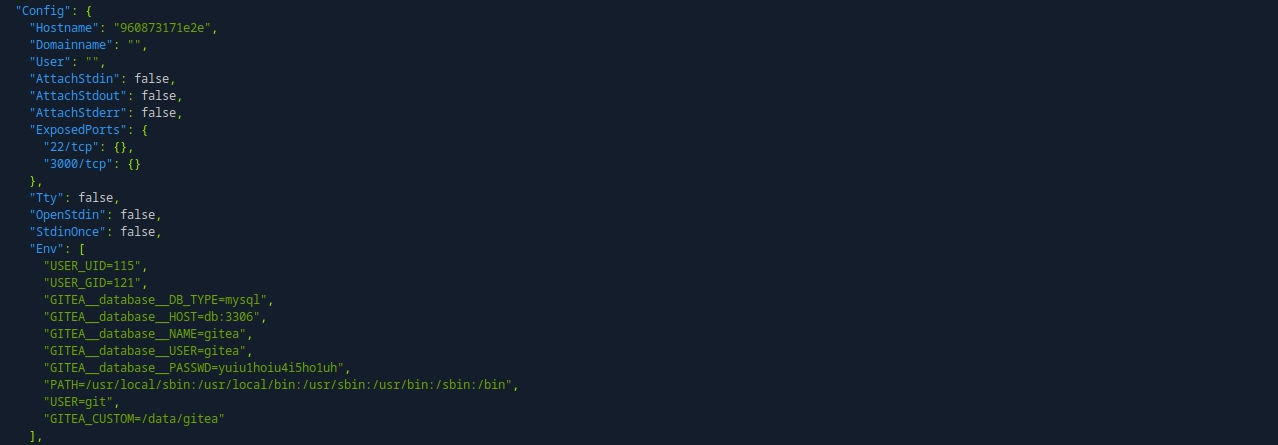 "Config": {
"Hostname": "960873171e2e",
"Domainname": "",
"User": "",
"AttachStdin": false,
"AttachStdout": false,
"AttachStderr": false,
"ExposedPorts": {
"22/tcp": {},
"3000/tcp": {}
},
"Tty": false,
"OpenStdin": false,
"StdinOnce": false,
"Env": [
"USER_UID=115",
"USER_GID=121",
"GITEA__database__DB_TYPE=mysql",
"GITEA__database__HOST=db:3306",
"GITEA__database__NAME=gitea",
"GITEA__database__USER=gitea",
"GITEA__database__PASSWD=yuiu1hoiu4i5ho1uh",
"PATH=/usr/local/sbin:/usr/local/bin:/usr/sbin:/usr/bin:/sbin:/bin",
"USER=git",
"GITEA_CUSTOM=/data/gitea"
],